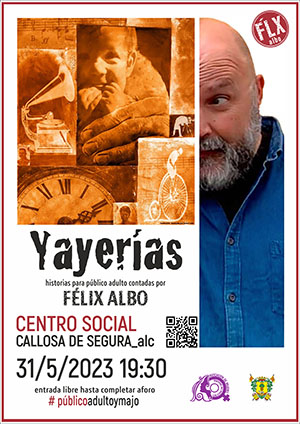 FLX
albo
Yayerías
historias para público adulto contadas por
FÉLIX ALBO
CENTRO SOCIAL
CALLOSA DE SEGURA_alc
31/5/2023 19:30
entrada libre hasta completar aforo
# públicoadultoymajo